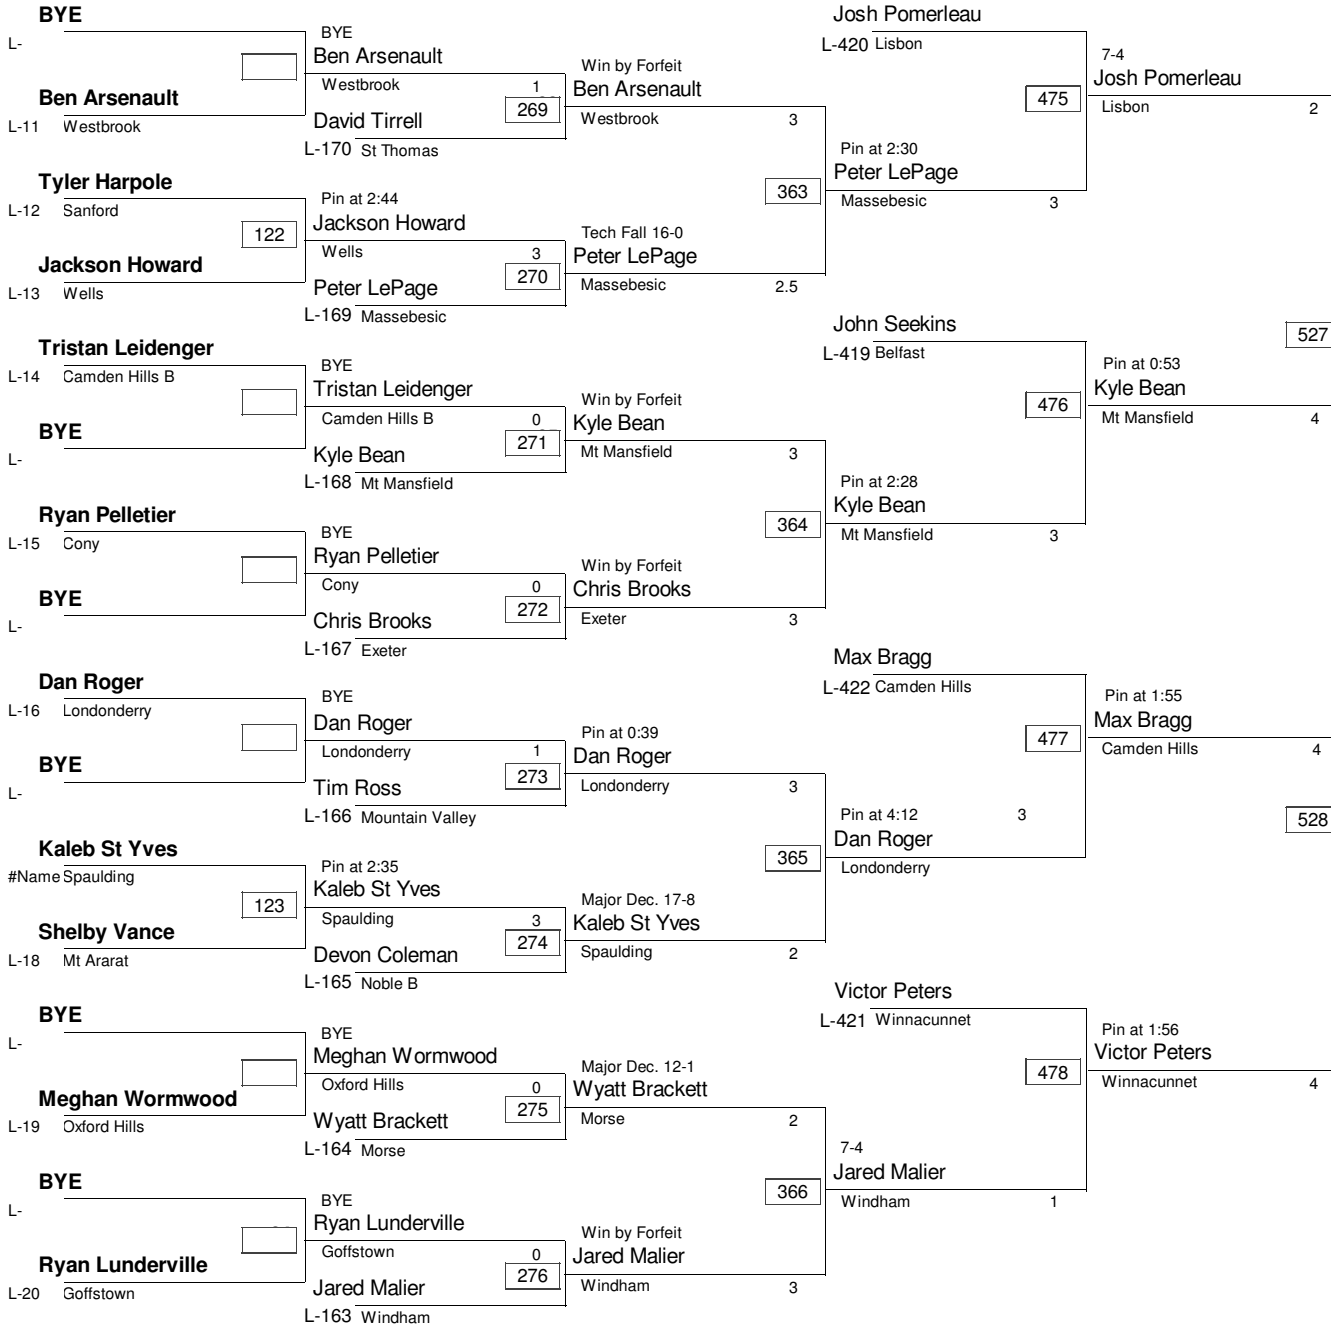 BYE
L-
Ben Arsenault
L-11 Westbrook
Tyler Harpole
L-12 Sanford
122
Jackson Howard
L-13 Wells
Tristan Leidenger
L-14 Camden Hills B
BYE
L-
Ryan Pelletier
L-15 Cony
BYE
L-
Dan Roger
L-16 Londonderry
BYE
L-
Kaleb St Yves
#Name Spaulding
123
Shelby Vance
L-18 Mt Ararat
BYE
L-
Meghan Wormwood
L-19 Oxford Hills
BYE
L-
Ryan Lunderville
L-20 Goffstown
BYE
Ben Arsenault
Westbrook 1
269
David Tirrell
L-170 St Thomas
Pin at 2:44
Jackson Howard
Wells 3
270
Peter LePage
L-169 Massebesic
BYE
Tristan Leidenger
Camden Hills B 0
271
Kyle Bean
L-168 Mt Mansfield
BYE
Ryan Pelletier
Cony 0
272
Chris Brooks
L-167 Exeter
BYE
Dan Roger
Londonderry 1
273
Tim Ross
L-166 Mountain Valley
Pin at 2:35
Kaleb St Yves
Spaulding 3
274
Devon Coleman
L-165 Noble B
BYE
Meghan Wormwood
Oxford Hills 0
275
Wyatt Brackett
L-164 Morse
BYE
Ryan Lunderville
Goffstown 0
276
Jared Malier
L-163 Windham
Win by Forfeit
Ben Arsenault
Westbrook 3
363
Tech Fall 16-0
Peter LePage
Massebesic 2.5
Win by Forfeit
Kyle Bean
Mt Mansfield 3
364
Win by Forfeit
Chris Brooks
Exeter 3
Pin at 0:39
Dan Roger
Londonderry 3
365
Major Dec. 17-8
Kaleb St Yves
Spaulding 2
Major Dec. 12-1
Wyatt Brackett
Morse 2
366
Win by Forfeit
Jared Malier
Windham 3
Josh Pomerleau
L-420 Lisbon
475
Pin at 2:30
Peter LePage
Massebesic 3
John Seekins
L-419 Belfast
476
Pin at 2:28
Kyle Bean
Mt Mansfield 3
Max Bragg
L-422 Camden Hills
477
Pin at 4:12 3
Dan Roger
Londonderry
Victor Peters
L-421 Winnacunnet
478
7-4
Jared Malier
Windham 1
7-4
Josh Pomerleau
Lisbon 2
527
Pin at 0:53
Kyle Bean
Mt Mansfield 4
Pin at 1:55
Max Bragg
Camden Hills 4
528
Pin at 1:56
Victor Peters
Winnacunnet 4